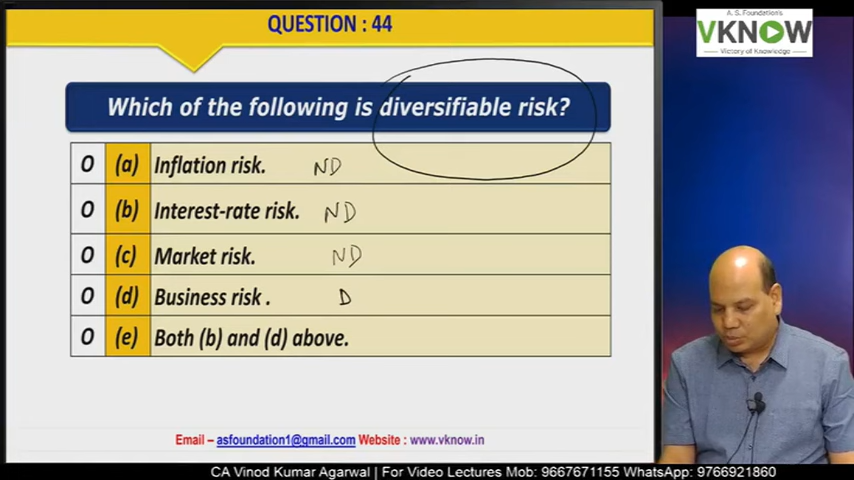 QUESTION : 44
A. S. Foundation's
VKNOW
Victory of Knowledge
Which of the following is diversifiable risk?
O (a) Inflation risk. ND
O (b) Interest-rate risk. ND
O (c) Market risk. ND
O (d) Business risk . D
O (e) Both (b) and (d) above.
Email – asfoundation1@gmail.com Website : www.vknow.in
CA Vinod Kumar Agarwal | For Video Lectures Mob: 9667671155 WhatsApp: 9766921860